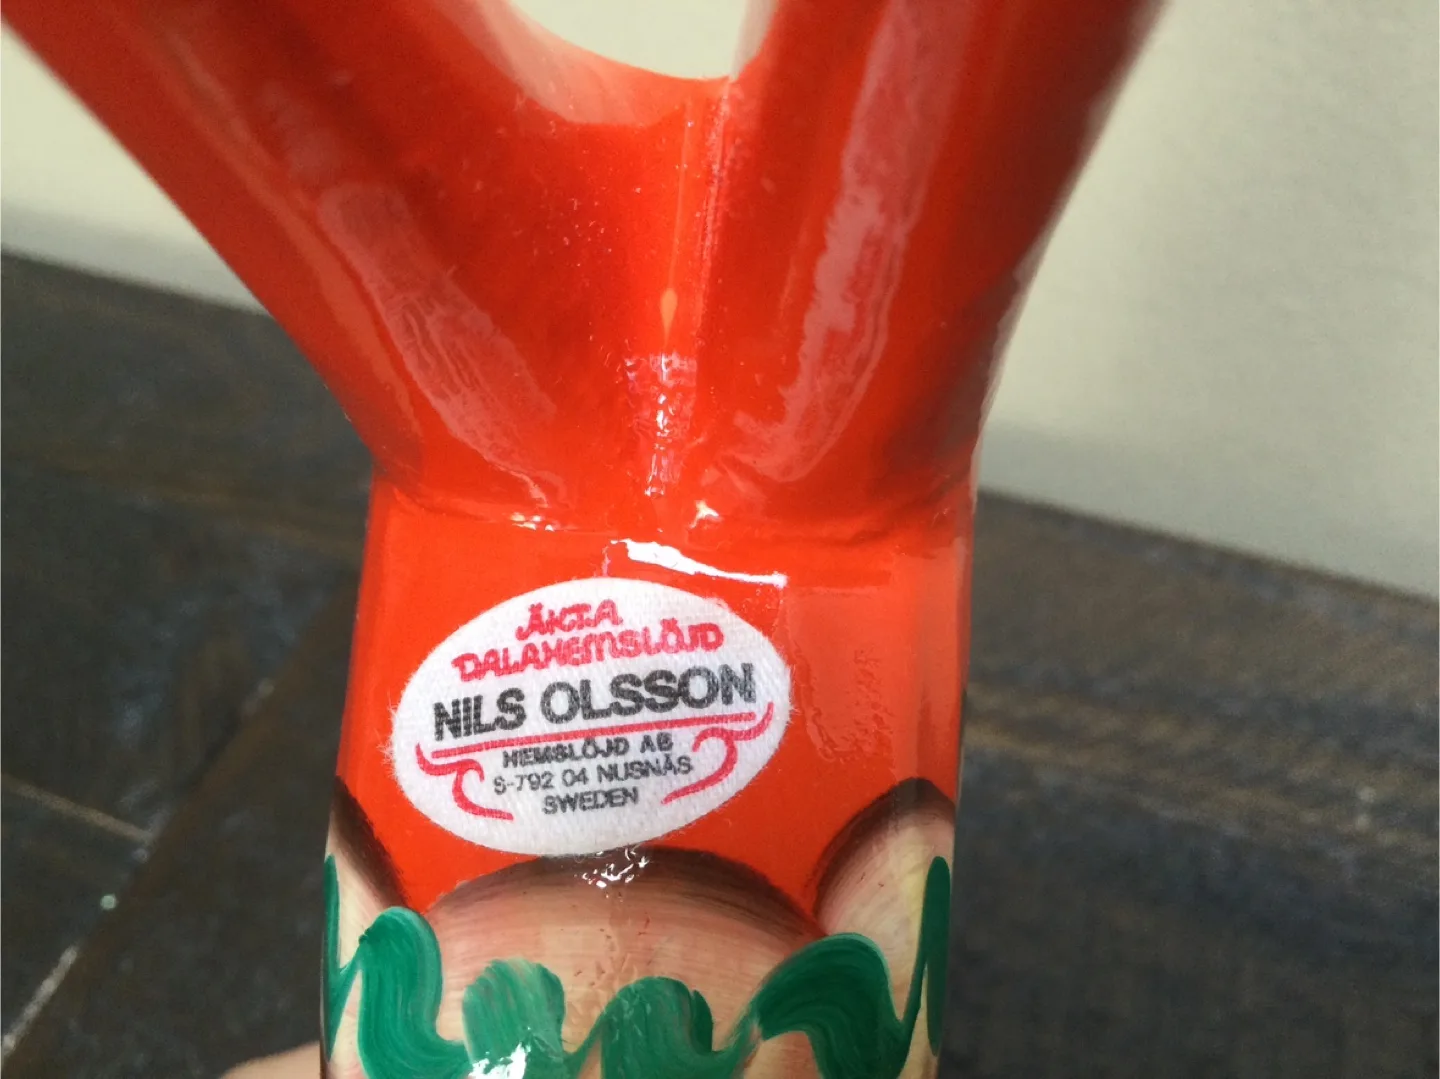 ÄKTA
DALAHEMSLÖJD
NILS OLSSON
HEMSLÖJD AB
S-792 04 NUSNÄS
SWEDEN